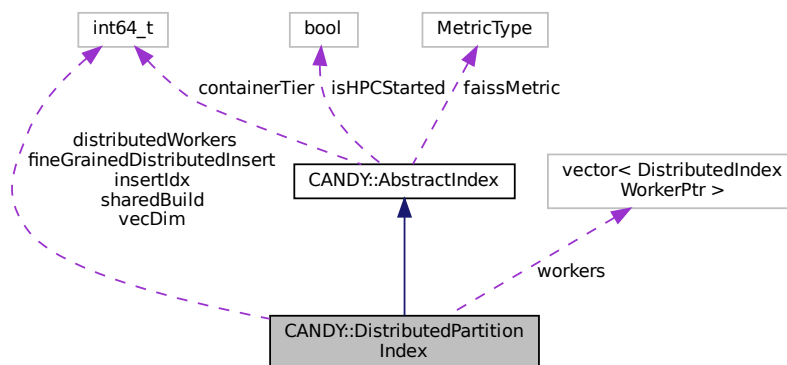 int64_t
bool
MetricType
containerTier
isHPCStarted
faissMetric
distributedWorkers
fineGrainedDistributedInsert
insertIdx
sharedBuild
vecDim
CANDY::AbstractIndex
vector< DistributedIndex
WorkerPtr >
workers
CANDY::DistributedPartition
Index